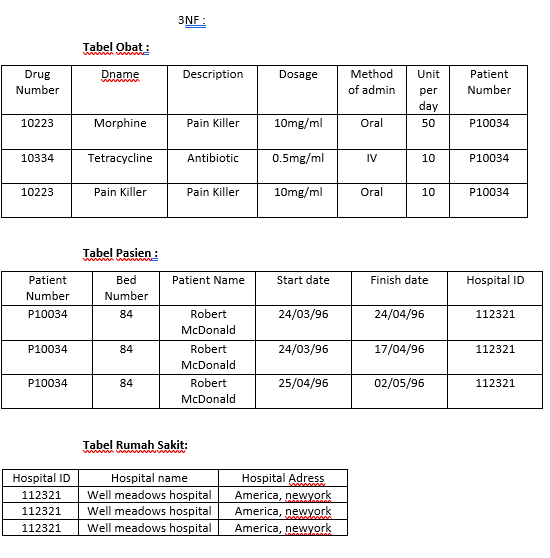 3NF :
Tabel Obat :
Drug Number Dname Description Dosage Method of admin Unit per day Patient Number
10223 Morphine Pain Killer 10mg/ml Oral 50 P10034
10334 Tetracycline Antibiotic 0.5mg/ml IV 10 P10034
10223 Pain Killer Pain Killer 10mg/ml Oral 10 P10034
Tabel Pasien :
Patient Number Bed Number Patient Name Start date Finish date Hospital ID
P10034 84 Robert McDonald 24/03/96 24/04/96 112321
P10034 84 Robert McDonald 24/03/96 17/04/96 112321
P10034 84 Robert McDonald 25/04/96 02/05/96 112321
Tabel Rumah Sakit:
Hospital ID Hospital name Hospital Adress
112321 Well meadows hospital America, newyork
112321 Well meadows hospital America, newyork
112321 Well meadows hospital America, newyork